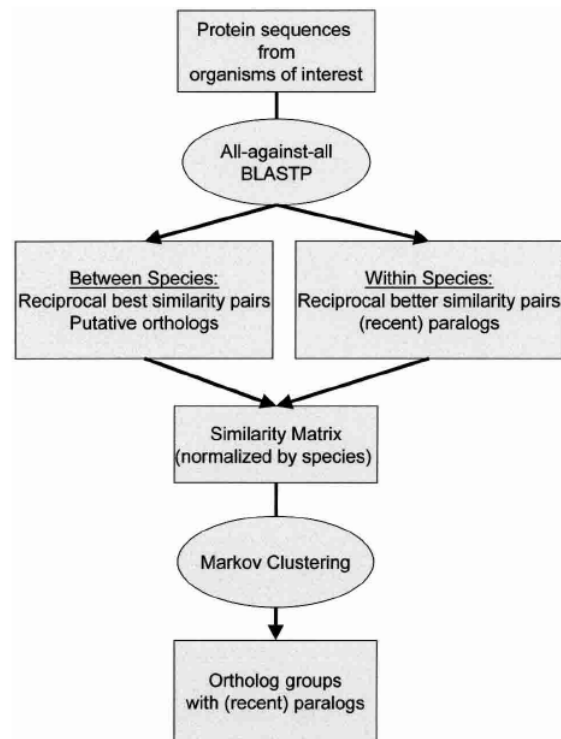 Protein sequences
from
organisms of interest
All-against-all
BLASTP
Between Species:
Reciprocal best similarity pairs
Putative orthologs
Within Species:
Reciprocal better similarity pairs
(recent) paralogs
Similarity Matrix
(normalized by species)
Markov Clustering
Ortholog groups
with (recent) paralogs